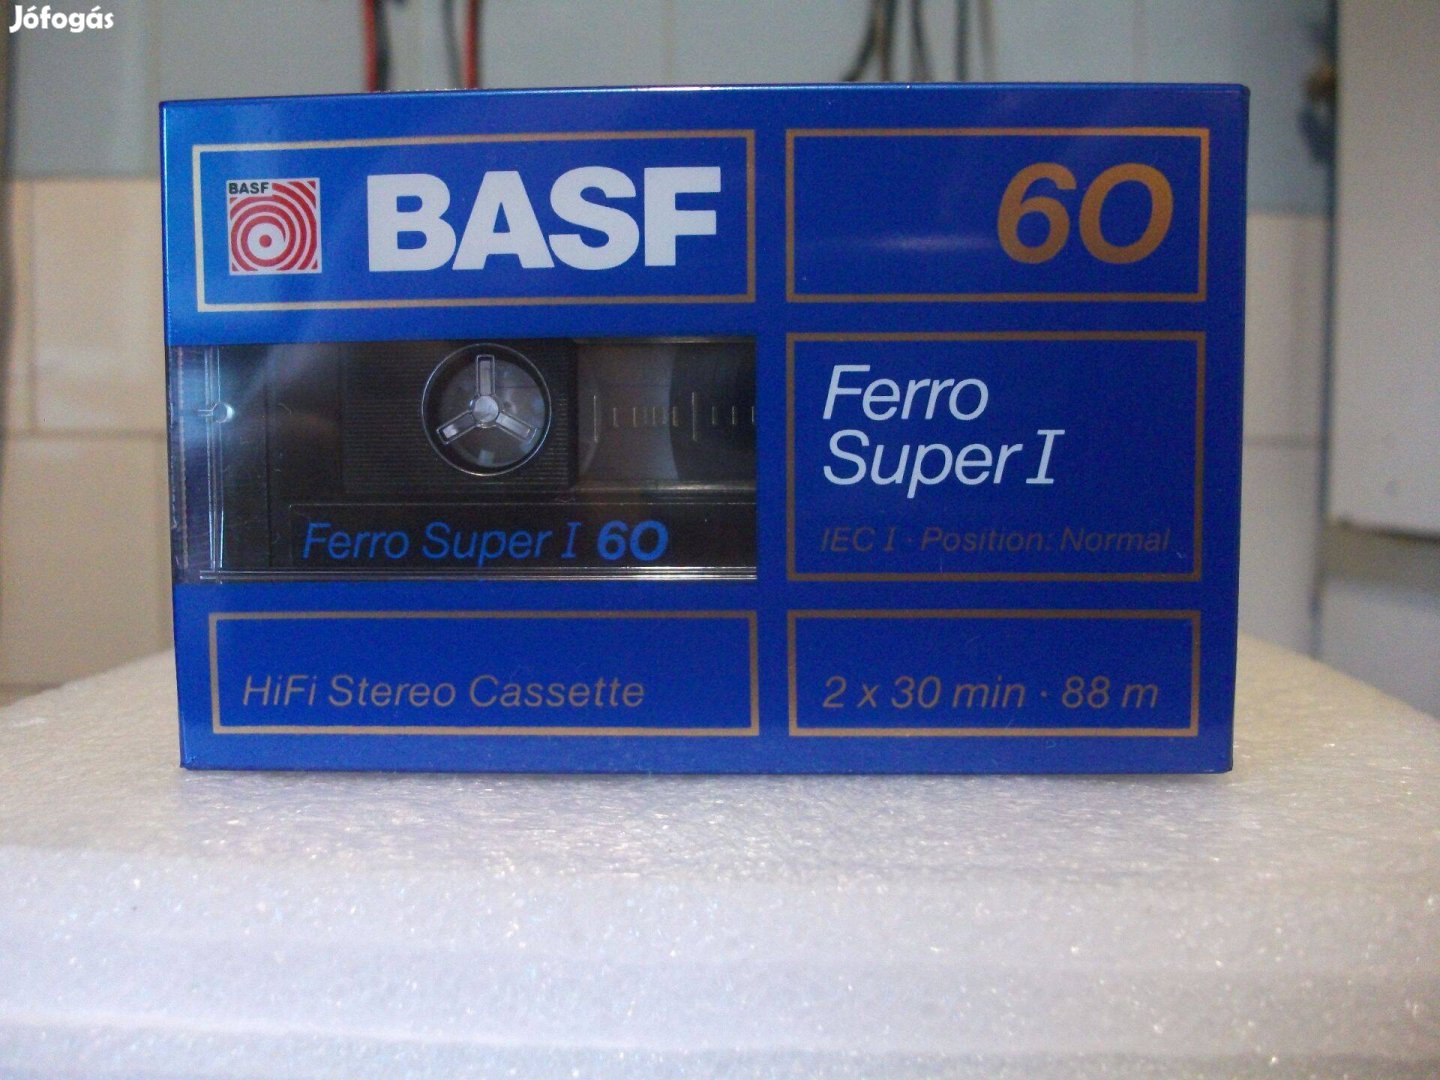 Jófogás
BASF
BASF
60
Ferro
Super I
IEC I · Position: Normal
Ferro Super I 60
HiFi Stereo Cassette
2 x 30 min · 88 m